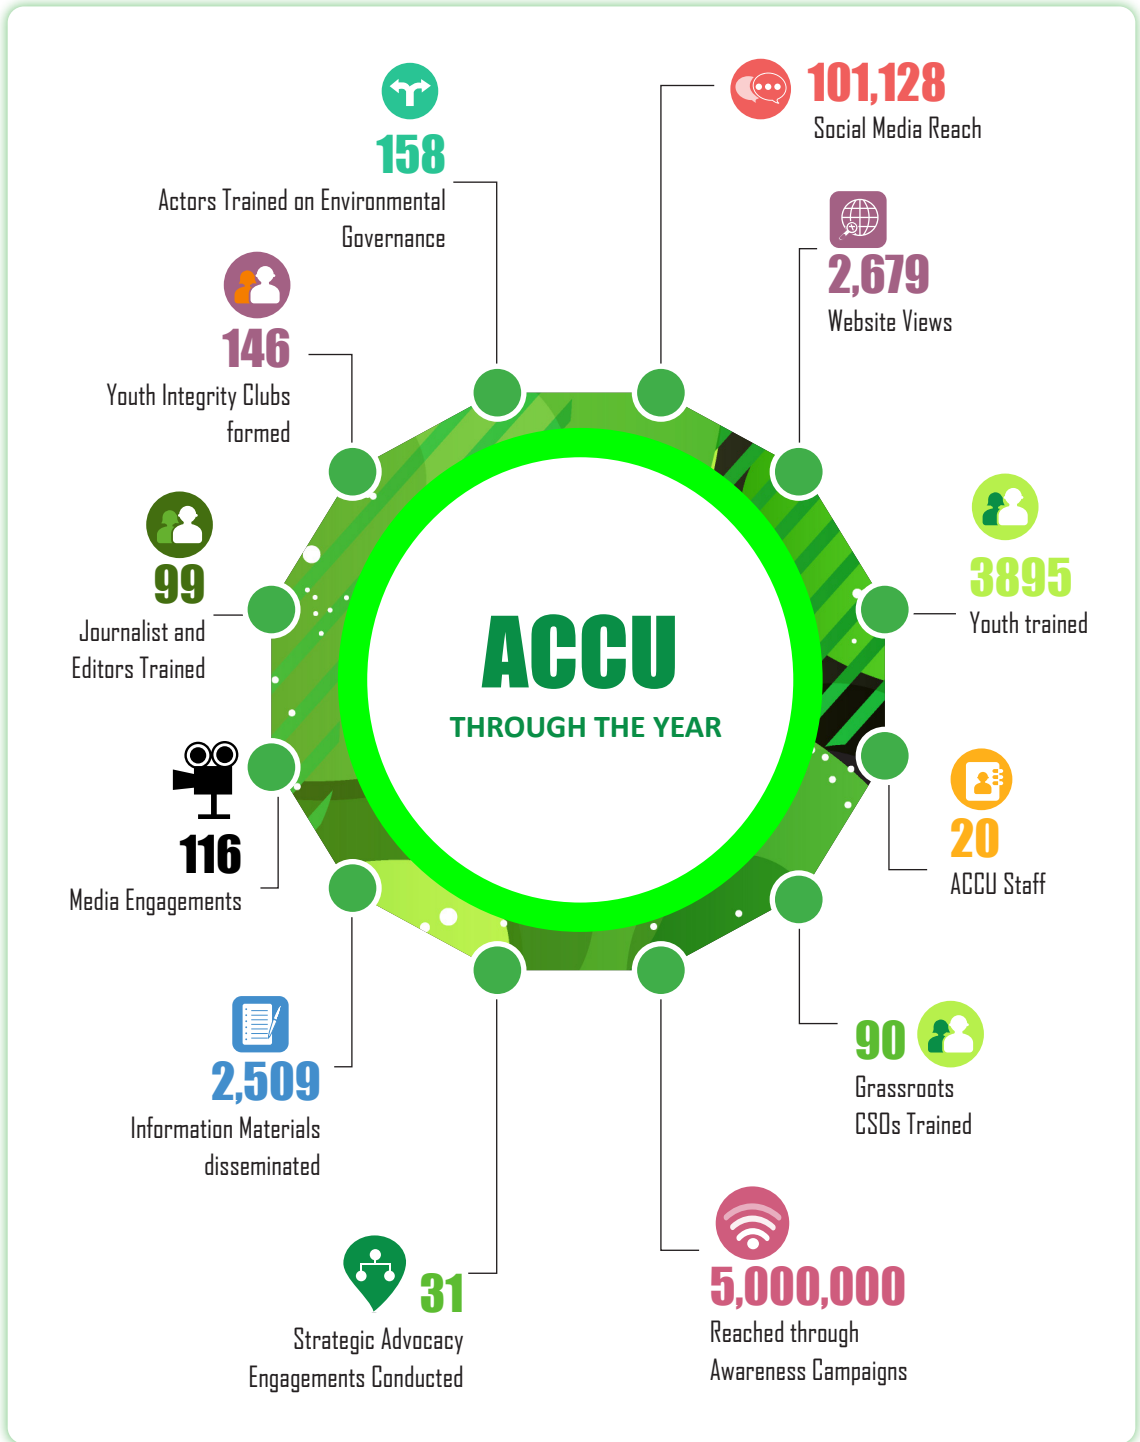 101,128
Social Media Reach
158
Actors Trained on Environmental
Governance
2,679
Website Views
146
Youth Integrity Clubs
formed
3895
Youth trained
99
Journalist and
Editors Trained
ACCU
THROUGH THE YEAR
116
Media Engagements
20
ACCU Staff
90
Grassroots
CSOs Trained
2,509
Information Materials
disseminated
31
Strategic Advocacy
Engagements Conducted
5,000,000
Reached through
Awareness Campaigns